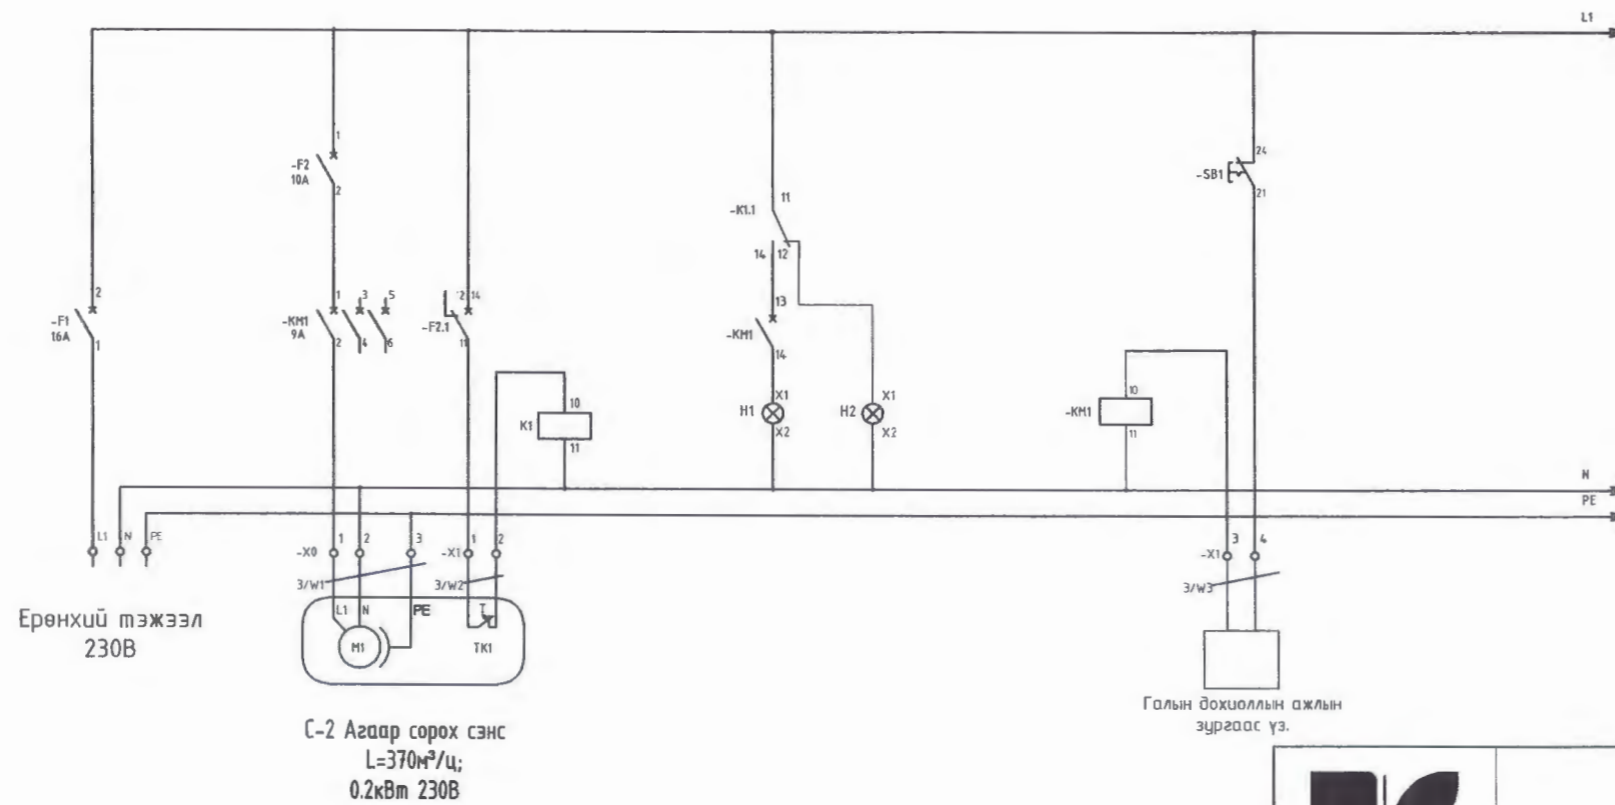 L1
1
-F2
10A
2
24
-SB1
21
11
-K1.1
14 12
2
-F1
16A
1
1 3 5
-KM1
9A
2 4 6
12 14
-F2.1
11
13
-KM1
14
10
K1
11
X1
H1
X2
X1
H2
X2
10
-KM1
11
N
PE
L1 N PE
-X0 1 2 3
-X1 1 2
-X1 3 4
3/W1
3/W2
3/W3
L1 N PE
M1
T
TK1
Ерөнхий тэжээл
230В
Галын дохиоллын ажлын
зургаас үз.
С-2 Агаар сорох сэнс
L=370м³/ц;
0.2кВт 230В